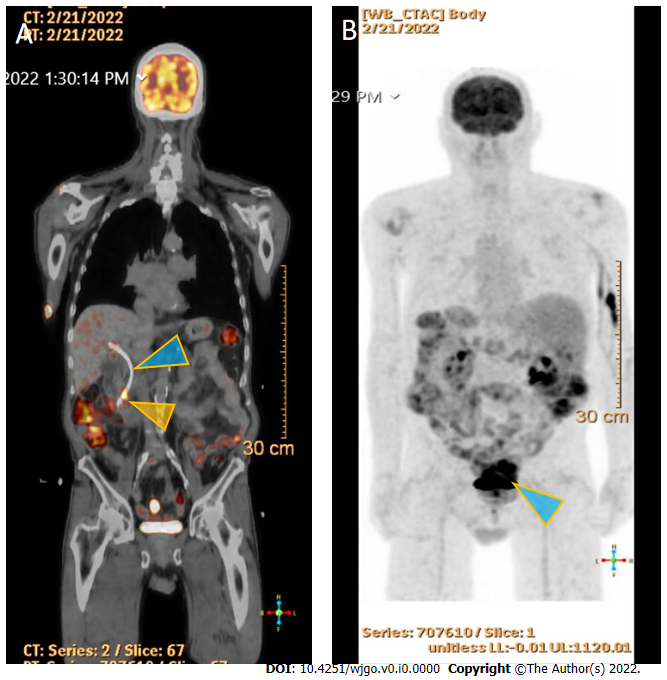 CT: 2/21/2022
PT: 2/21/2022
A
2022 1:30:14 PM
30 cm
CT: Series: 2 / Slice: 67
H
R
L
F
B
[WB_CTAC] Body
2/21/2022
29 PM
30 cm
H
L
R
F
Series: 707610 / Slice: 1
unitless LL:-0.01 UL:1120.01
DOI: 10.4251/wjgo.v0.i0.0000 Copyright ©The Author(s) 2022.